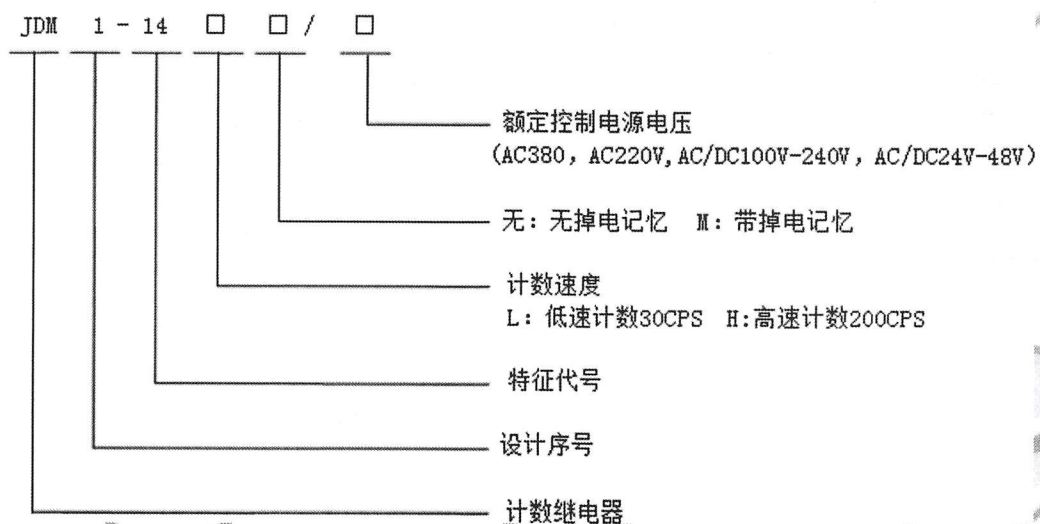 JDM 1 - 14 □ □ / □
额定控制电源电压
(AC380，AC220V,AC/DC100V-240V，AC/DC24V-48V)
无：无掉电记忆 M：带掉电记忆
计数速度
L：低速计数30CPS H:高速计数200CPS
特征代号
设计序号
计数继电器